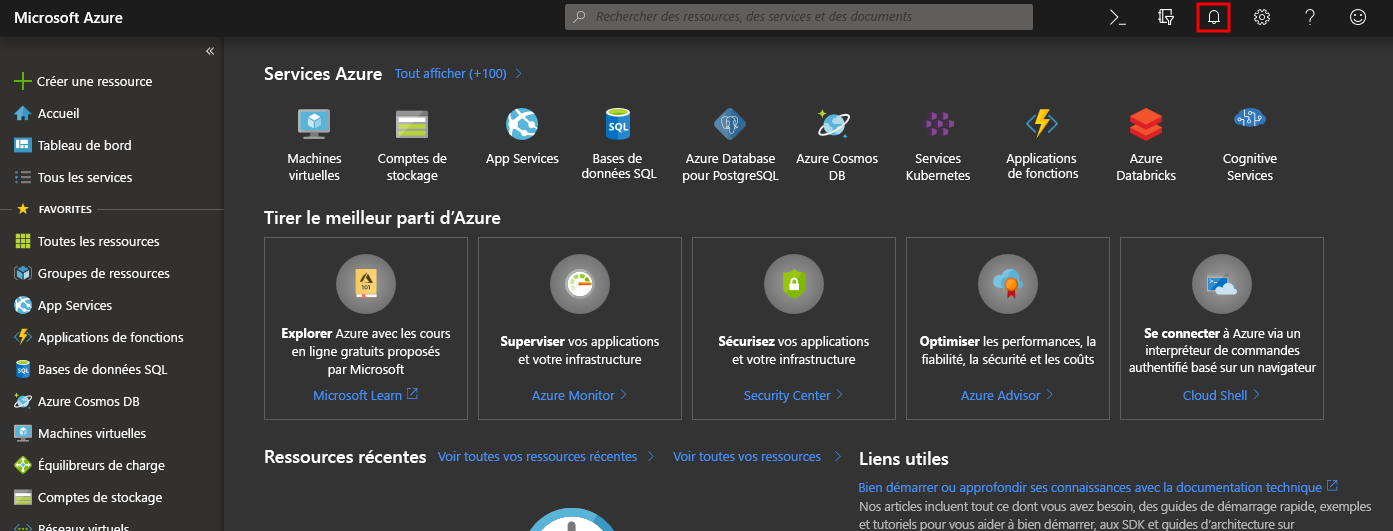 Microsoft Azure
Rechercher des ressources, des services et des documents
Créer une ressource
Accueil
Tableau de bord
Tous les services
FAVORITES
Toutes les ressources
Groupes de ressources
App Services
Applications de fonctions
Bases de données SQL
Azure Cosmos DB
Machines virtuelles
Équilibreurs de charge
Comptes de stockage
Réseaux virtuels
Services Azure
Tout afficher (+100)
Machines
virtuelles
Comptes de
stockage
App Services
SQL
Bases de
données SQL
Azure Database
pour PostgreSQL
Azure Cosmos
DB
Services
Kubernetes
Applications
de fonctions
Azure
Databricks
Cognitive
Services
Tirer le meilleur parti d’Azure
101
Explorer Azure avec les cours
en ligne gratuits proposés
par Microsoft
Microsoft Learn
Superviser vos applications
et votre infrastructure
Azure Monitor
Sécurisez vos applications
et votre infrastructure
Security Center
Optimiser les performances, la
fiabilité, la sécurité et les coûts
Azure Advisor
Se connecter à Azure via un
interpréteur de commandes
authentifié basé sur un navigateur
Cloud Shell
Ressources récentes
Voir toutes vos ressources récentes
Voir toutes vos ressources
Liens utiles
Bien démarrer ou approfondir ses connaissances avec la documentation technique
Nos articles incluent tout ce dont vous avez besoin, des guides de démarrage rapide, exemples
et tutoriels pour vous aider à bien démarrer, aux SDK et guides d’architecture sur